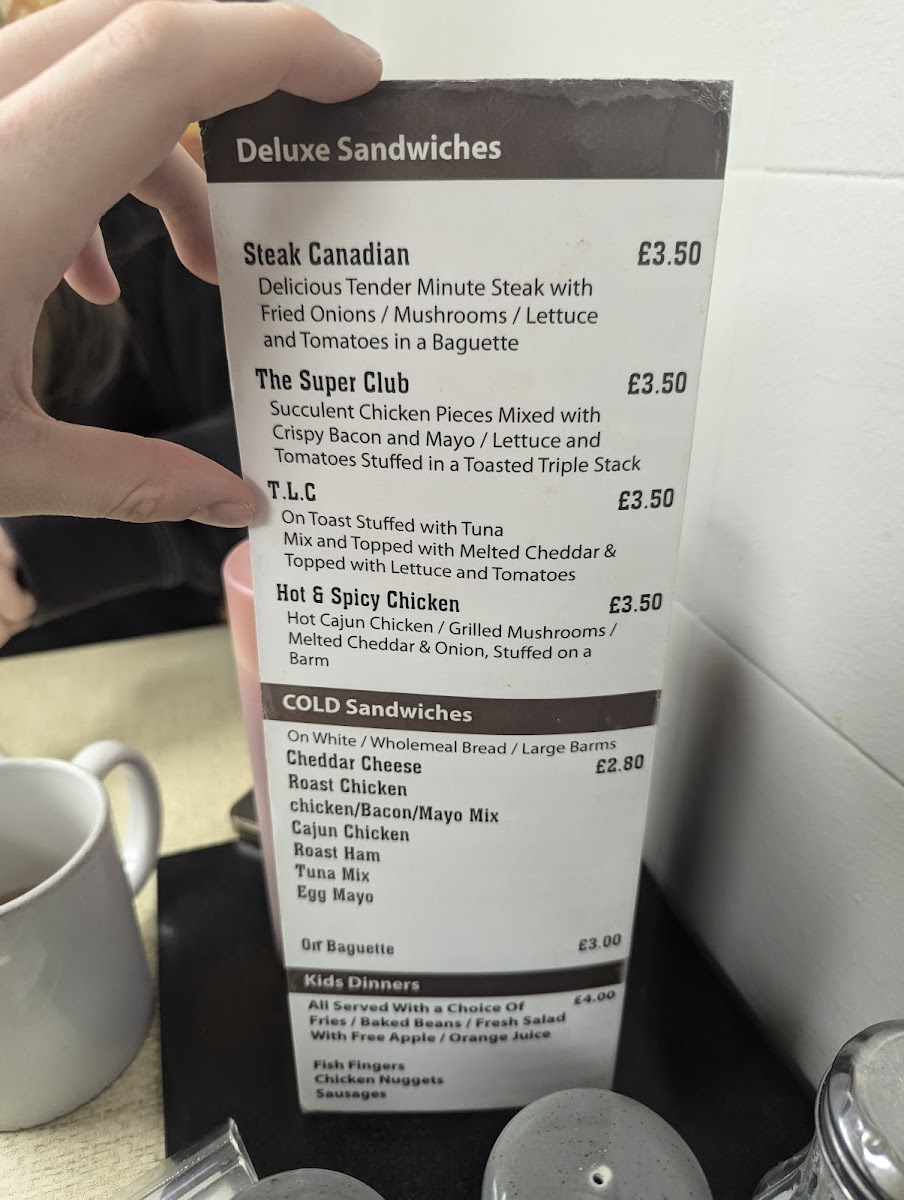 Deluxe Sandwiches
Steak Canadian £3.50
Delicious Tender Minute Steak with
Fried Onions / Mushrooms / Lettuce
and Tomatoes in a Baguette
The Super Club £3.50
Succulent Chicken Pieces Mixed with
Crispy Bacon and Mayo / Lettuce and
Tomatoes Stuffed in a Toasted Triple Stack
T.L.C £3.50
On Toast Stuffed with Tuna
Mix and Topped with Melted Cheddar &
Topped with Lettuce and Tomatoes
Hot & Spicy Chicken £3.50
Hot Cajun Chicken / Grilled Mushrooms /
Melted Cheddar & Onion, Stuffed on a
Barm
COLD Sandwiches
On White / Wholemeal Bread / Large Barms
Cheddar Cheese £2.80
Roast Chicken
chicken/Bacon/Mayo Mix
Cajun Chicken
Roast Ham
Tuna Mix
Egg Mayo
On Baguette £3.00
Kids Dinners
All Served With a Choice Of £4.00
Fries / Baked Beans / Fresh Salad
With Free Apple / Orange Juice
Fish Fingers
Chicken Nuggets
Sausages